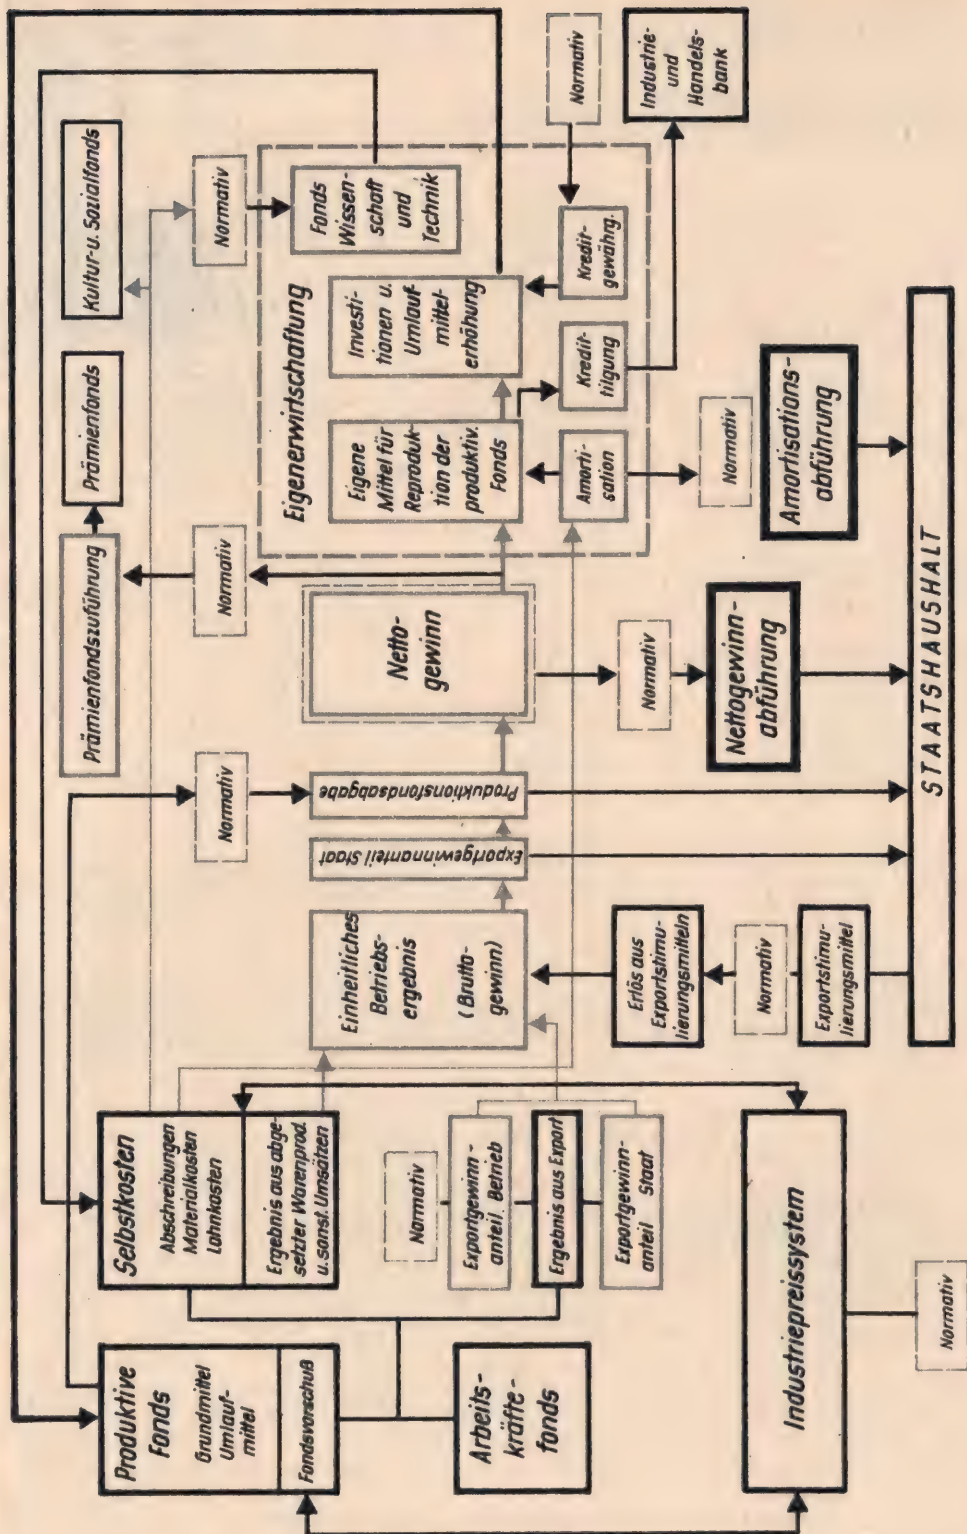 Produktive
Fonds
Grundmittel
Umlauf-
mittel
Fondsvorschuß
Arbeits-
kräfte-
fonds
Selbstkosten
Abschreibungen
Materialkosten
Lohnkosten
Ergebnis aus abge-
setzter Warenprod.
u. sonst. Umsätzen
Normativ
Exportgewinn-
anteil. Betrieb
Ergebnis aus Export
Exportgewinn-
anteil Staat
Industriepreissystem
Normativ
Einheitliches
Betriebs-
ergebnis
(Brutto-
gewinn)
Erlös aus
Exportstimu-
lierungsmitteln
Normativ
Exportstimu-
lierungsmittel
Exportgewinnanteil Staat
Normativ
Produktionsfondsabgabe
Netto-
gewinn
Normativ
Nettogewinn-
abführung
Prämienfondszuführung
Normativ
Prämienfonds
Kultur- u. Sozialfonds
Normativ
Eigenerwirtschaftung
Eigene
Mittel für
Reproduk-
tion der
produktiv.
Fonds
Investi-
tionen u.
Umlauf-
mittel-
erhöhung
Fonds
Wissen-
schaft
und
Technik
Amorti-
sation
Kredit-
tilgung
Kredit-
gewährg.
Normativ
Industrie-
und
Handels-
bank
Normativ
Amortisations-
abführung
STAATSHAUSHALT